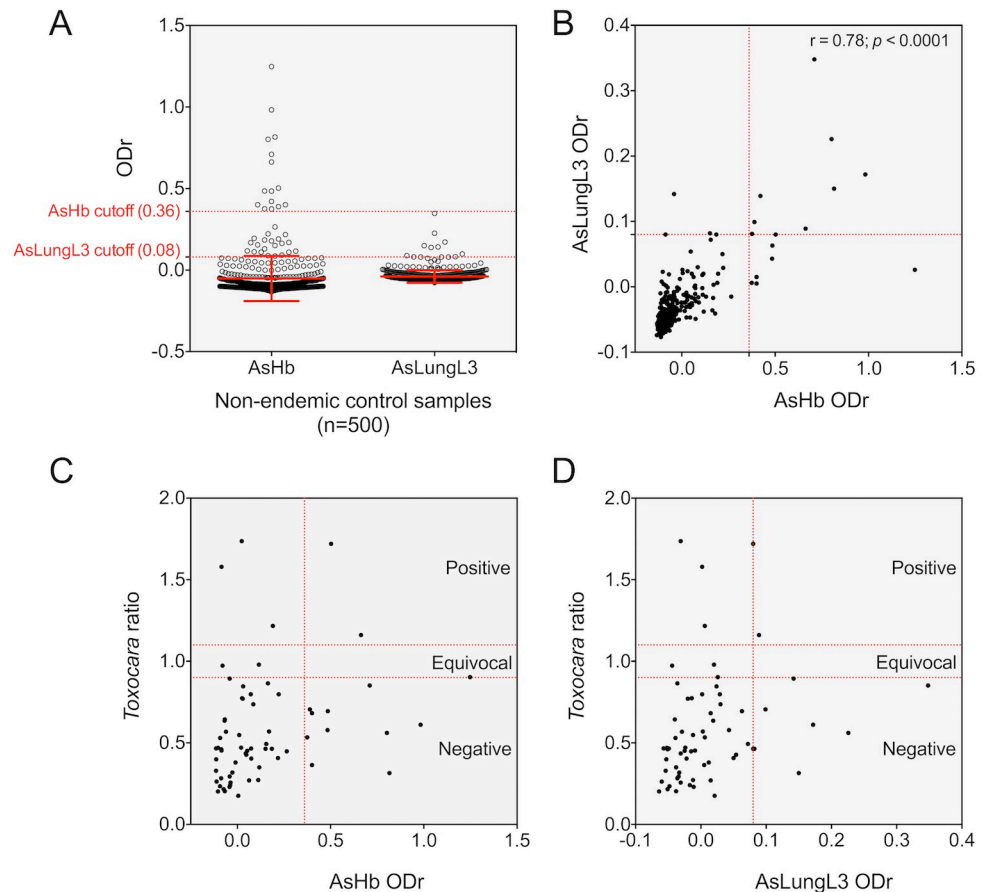 A
1.5
1.0
0.5
0.0
-0.5
ODr
AsHb cutoff (0.36)
AsLungL3 cutoff (0.08)
AsHb
AsLungL3
Non-endemic control samples
(n=500)
B
r = 0.78; p < 0.0001
0.4
0.3
0.2
0.1
0.0
-0.1
AsLungL3 ODr
0.0
0.5
1.0
1.5
AsHb ODr
C
2.0
1.5
1.0
0.5
0.0
Toxocara ratio
Positive
Equivocal
Negative
0.0
0.5
1.0
1.5
AsHb ODr
D
2.0
1.5
1.0
0.5
0.0
Toxocara ratio
Positive
Equivocal
Negative
-0.1
0.0
0.1
0.2
0.3
0.4
AsLungL3 ODr